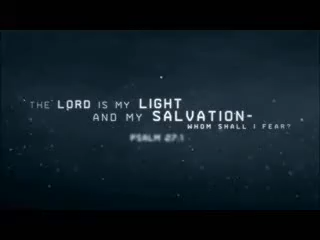 THE LORD IS MY LIGHT
AND MY SALVATION-
WHOM SHALL I FEAR?
PSALM 27:1